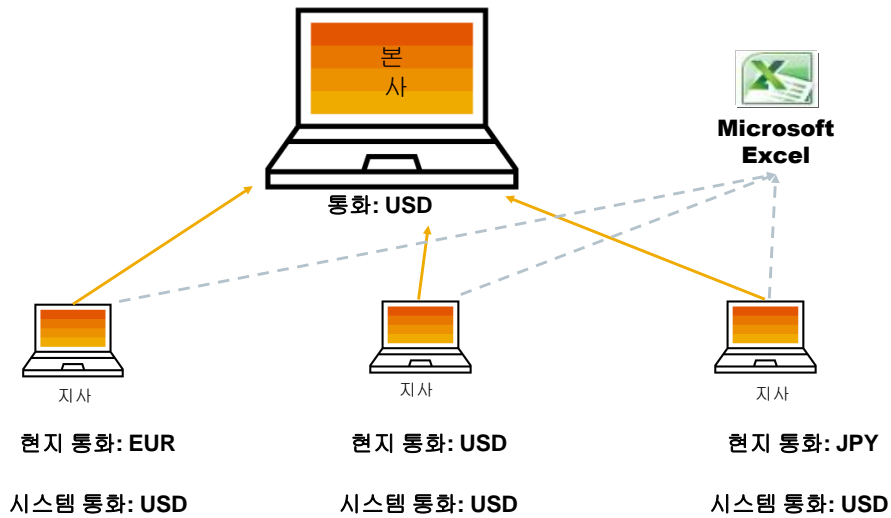 본
사
Microsoft
Excel
통화: USD
지사
지사
지사
현지 통화: EUR
현지 통화: USD
현지 통화: JPY
시스템 통화: USD
시스템 통화: USD
시스템 통화: USD